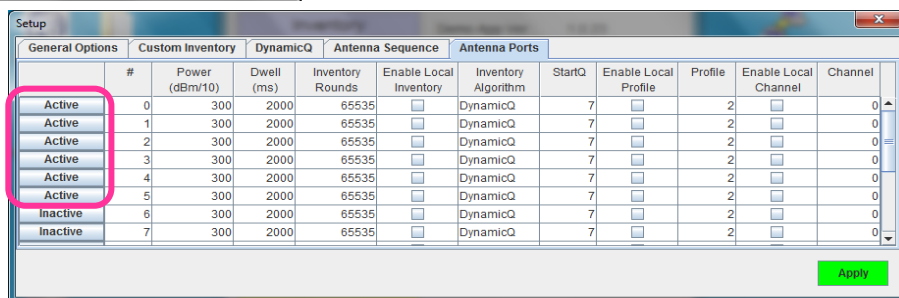 Setup
General Options Custom Inventory DynamicQ Antenna Sequence Antenna Ports
# Power (dBm/10) Dwell (ms) Inventory Rounds Enable Local Inventory Inventory Algorithm StartQ Enable Local Profile Profile Enable Local Channel Channel
Active 0 300 2000 65535 DynamicQ 7 2 0
Active 1 300 2000 65535 DynamicQ 7 2 0
Active 2 300 2000 65535 DynamicQ 7 2 0
Active 3 300 2000 65535 DynamicQ 7 2 0
Active 4 300 2000 65535 DynamicQ 7 2 0
Active 5 300 2000 65535 DynamicQ 7 2 0
Inactive 6 300 2000 65535 DynamicQ 7 2 0
Inactive 7 300 2000 65535 DynamicQ 7 2 0
Apply